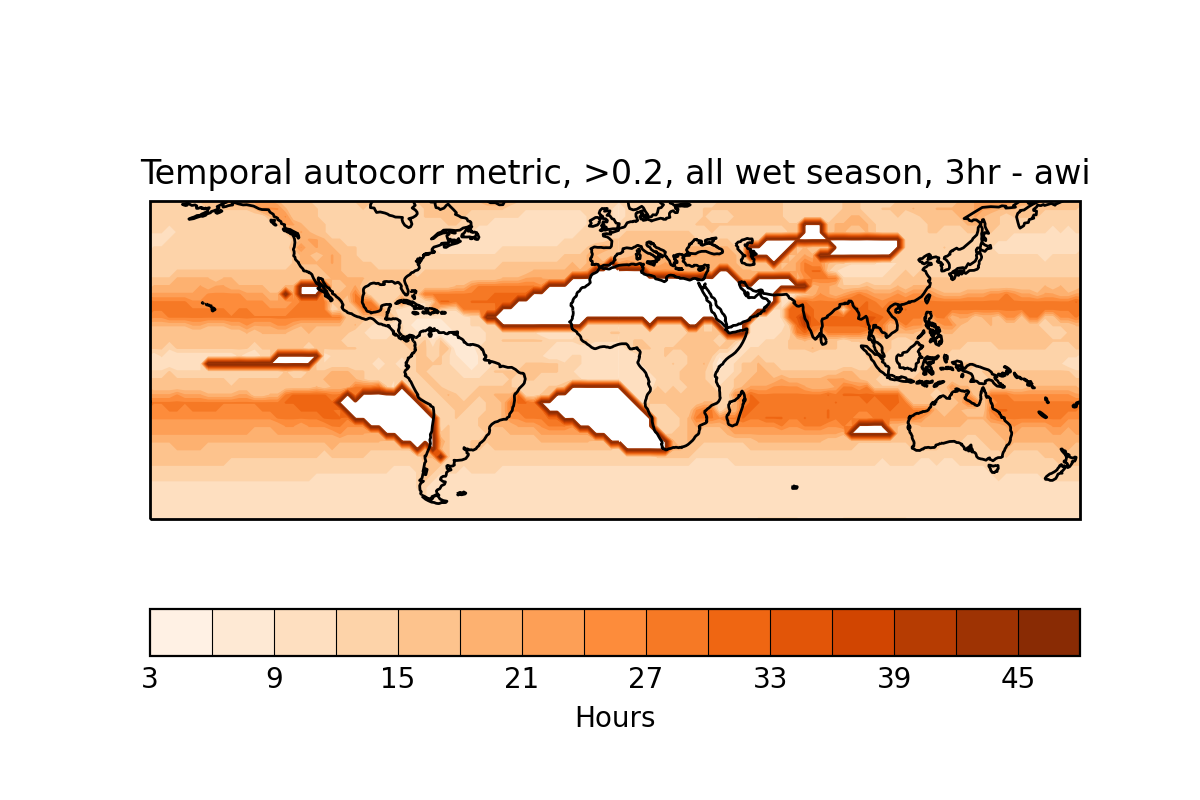 Temporal autocorr metric, >0.2, all wet season, 3hr - awi
3 9 15 21 27 33 39 45
Hours